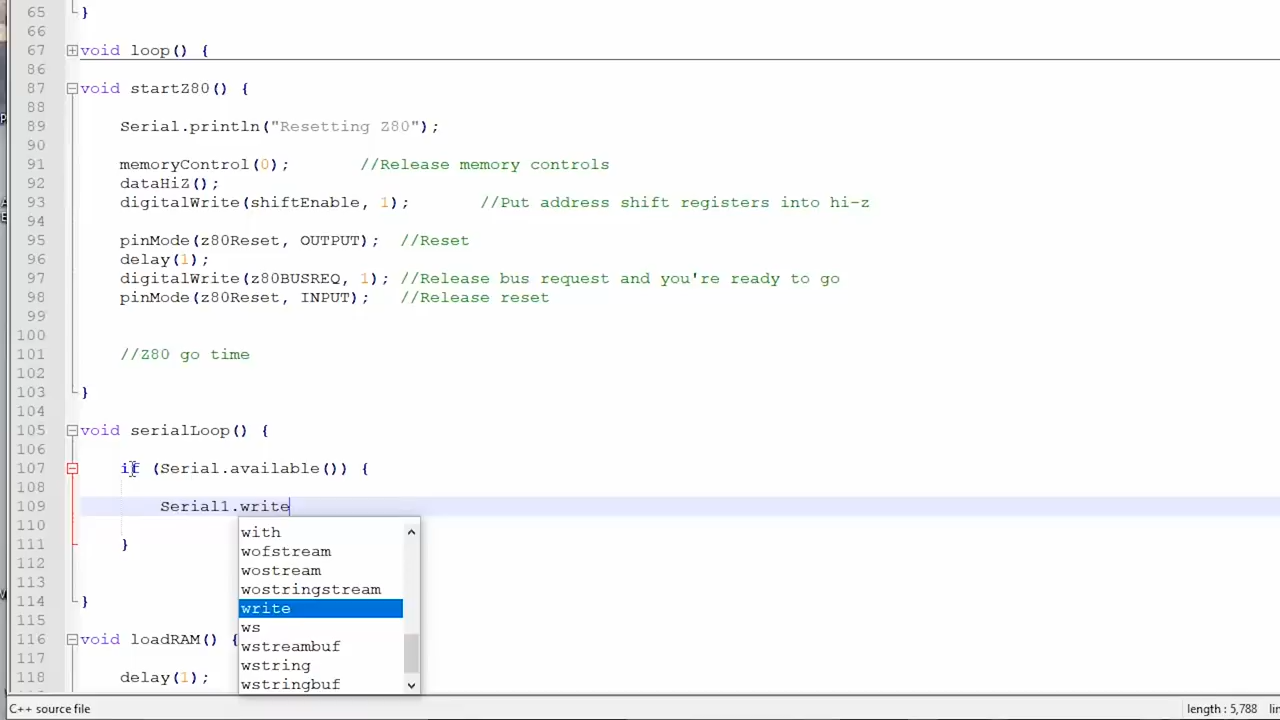 65 }
66
67 void loop() {
86
87 void startZ80() {
88
89 Serial.println("Resetting Z80");
90
91 memoryControl(0); //Release memory controls
92 dataHiZ();
93 digitalWrite(shiftEnable, 1); //Put address shift registers into hi-z
94
95 pinMode(z80Reset, OUTPUT); //Reset
96 delay(1);
97 digitalWrite(z80BUSREQ, 1); //Release bus request and you're ready to go
98 pinMode(z80Reset, INPUT); //Release reset
99
100
101 //Z80 go time
102
103 }
104
105 void serialLoop() {
106
107 if (Serial.available()) {
108
109 Serial1.write
110
111 }
112
113
114 }
115
116 void loadRAM() {
117
118 delay(1);
with
wofstream
wostream
wostringstream
write
ws
wstreambuf
wstring
wstringbuf
C++ source file length : 5,788